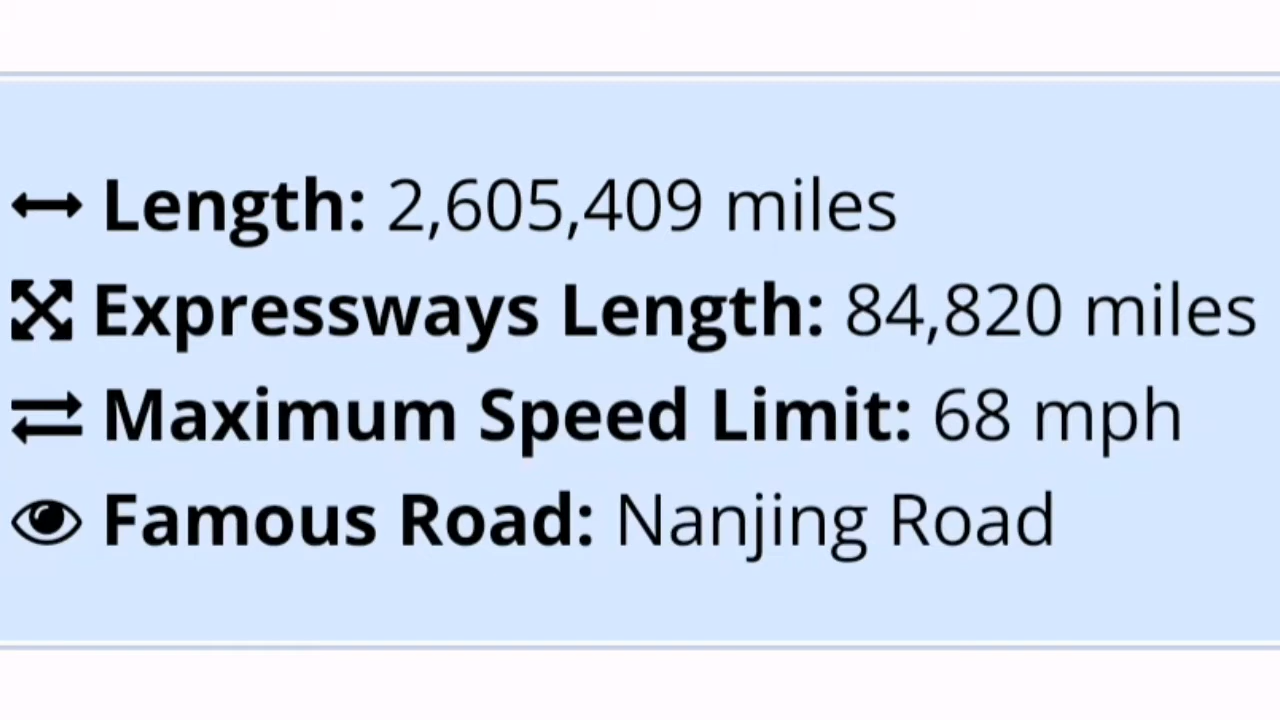 Length: 2,605,409 miles
Expressways Length: 84,820 miles
Maximum Speed Limit: 68 mph
Famous Road: Nanjing Road